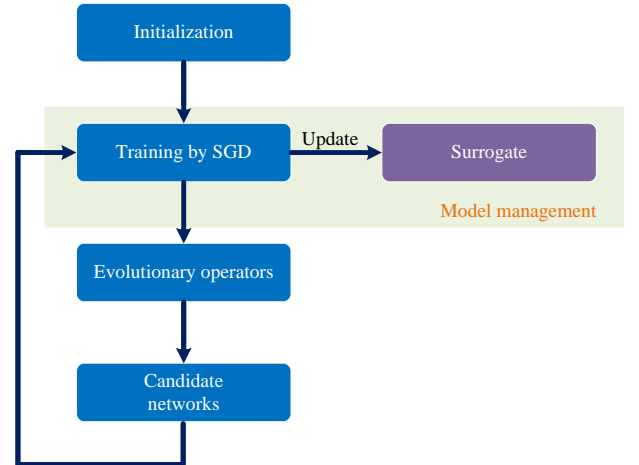 Initialization
Training by SGD
Update
Surrogate
Model management
Evolutionary operators
Candidate
networks